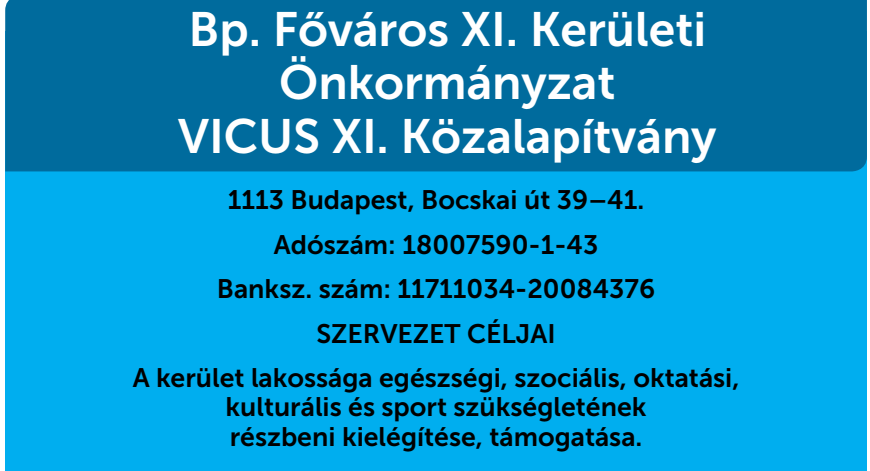 Bp. Főváros XI. Kerületi
Önkormányzat
VICUS XI. Közalapítvány
1113 Budapest, Bocskai út 39–41.
Adószám: 18007590-1-43
Banksz. szám: 11711034-20084376
SZERVEZET CÉLJAI
A kerület lakossága egészségi, szociális, oktatási,
kulturális és sport szükségletének
részbeni kielégítése, támogatása.